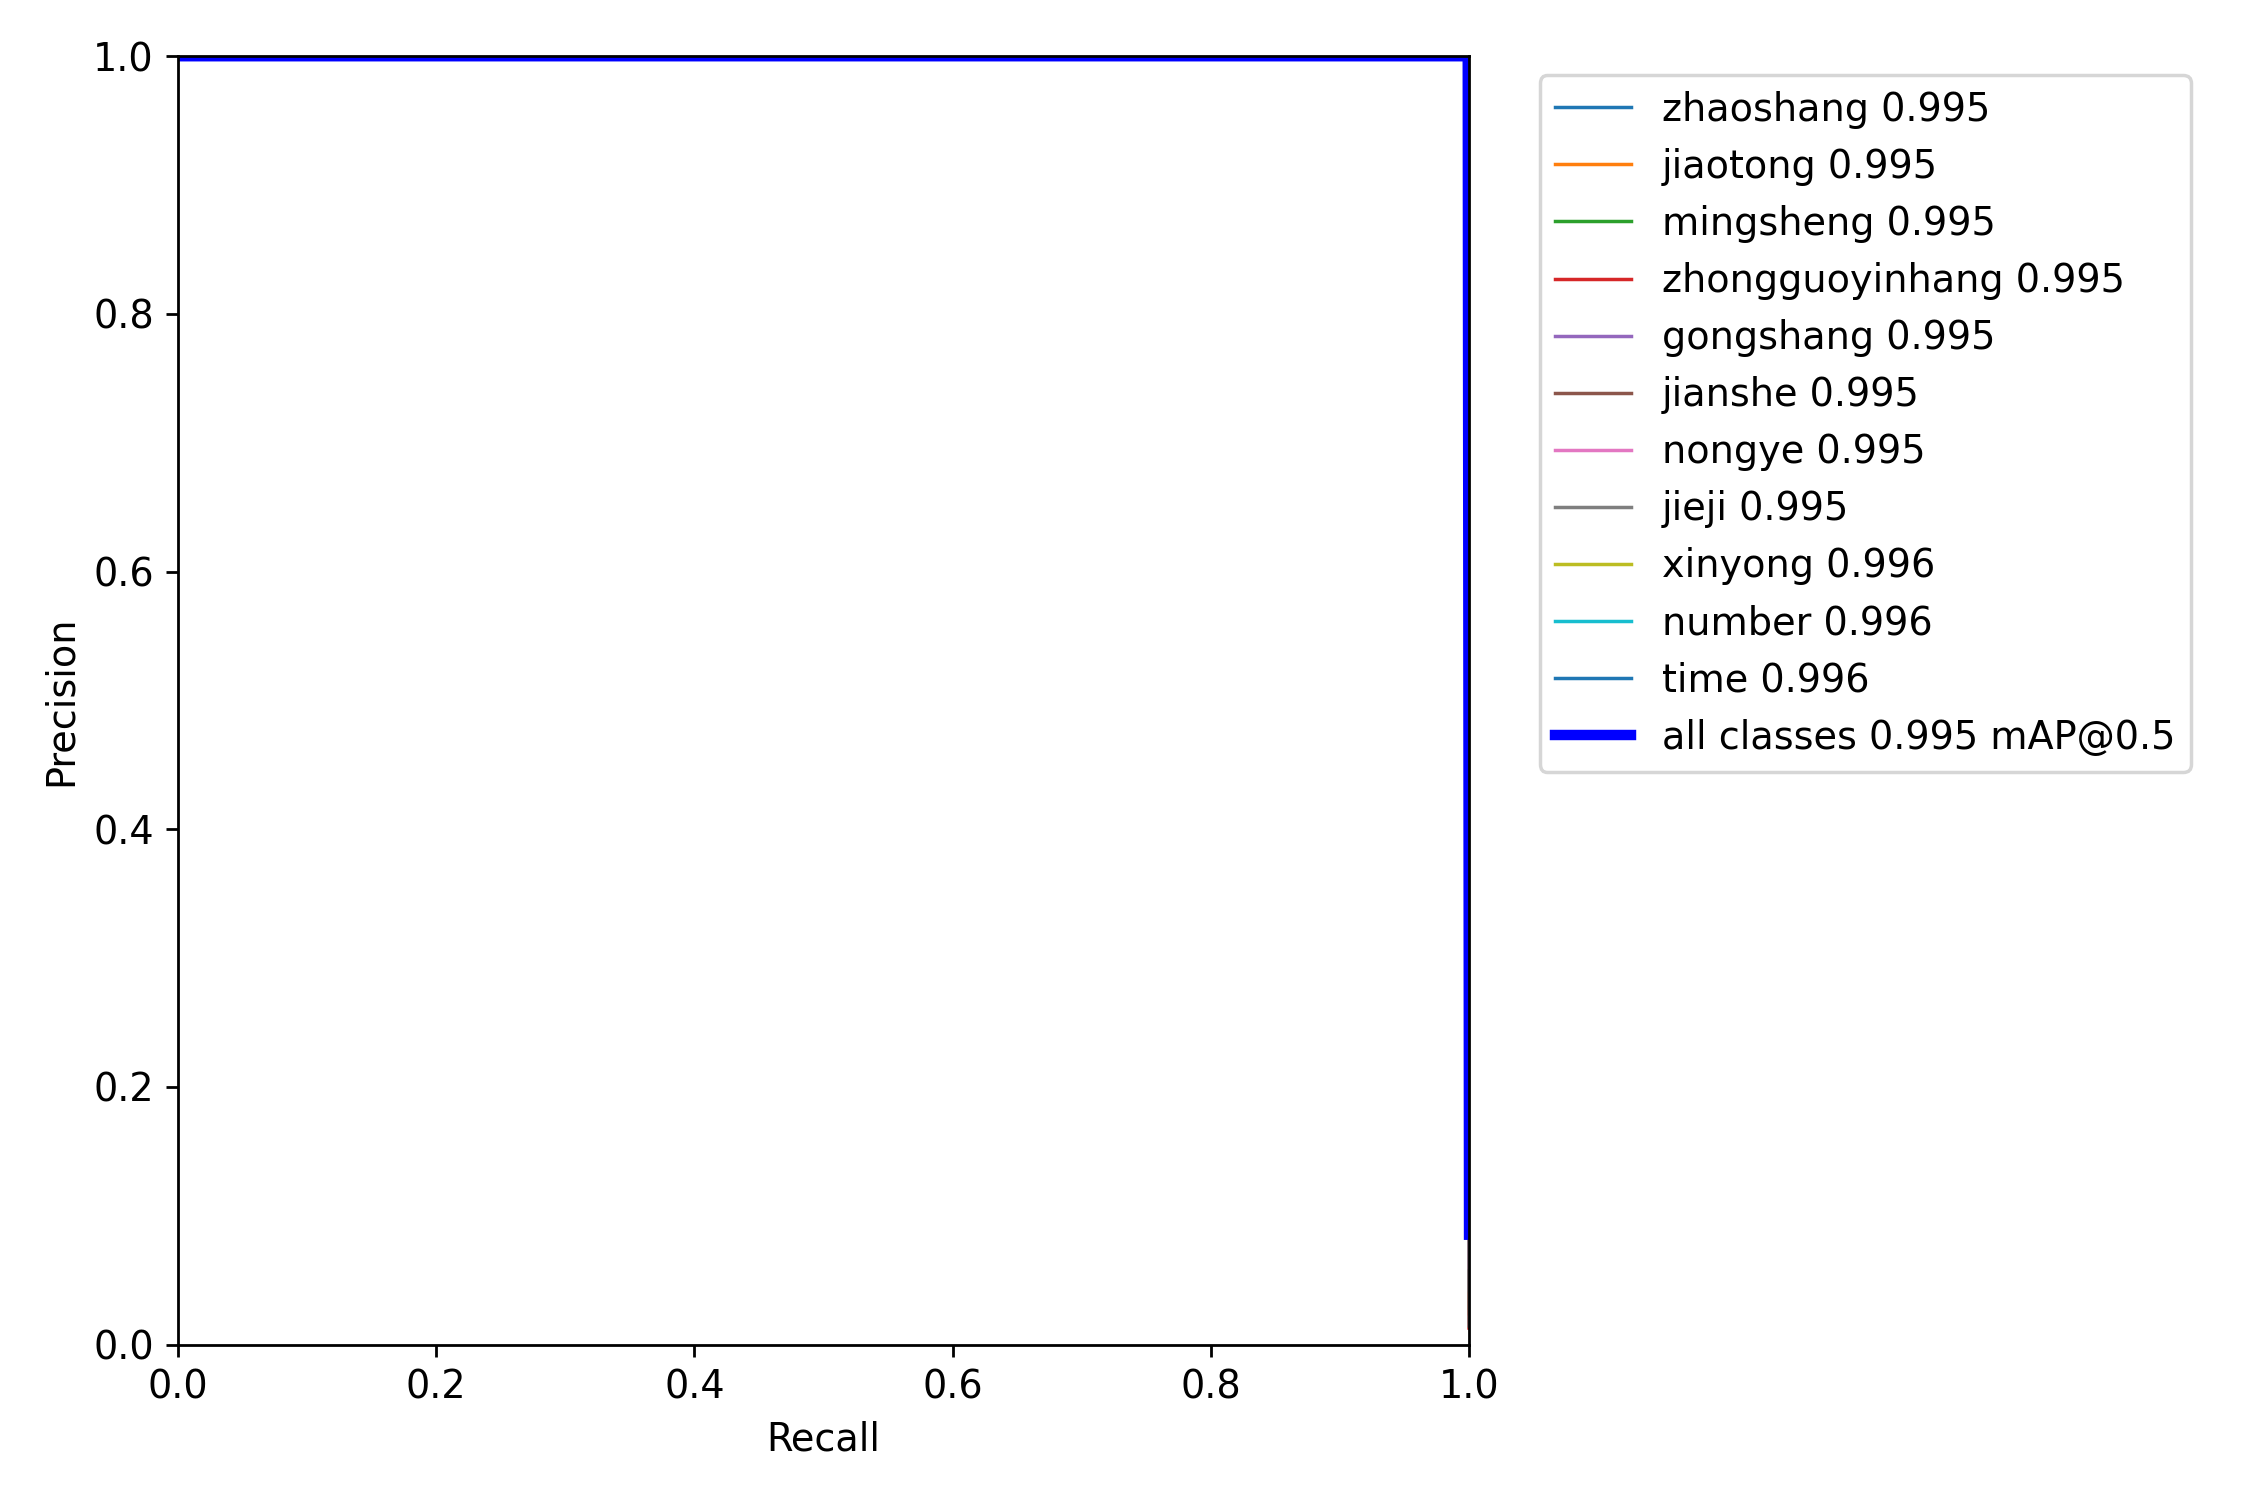 1.0
0.8
0.6
0.4
0.2
0.0
Precision
0.0 0.2 0.4 0.6 0.8 1.0
Recall
zhaoshang 0.995
jiaotong 0.995
mingsheng 0.995
zhongguoyinhang 0.995
gongshang 0.995
jianshe 0.995
nongye 0.995
jieji 0.995
xinyong 0.996
number 0.996
time 0.996
all classes 0.995 mAP@0.5